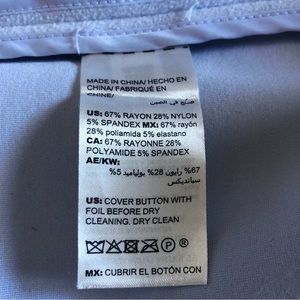 MADE IN CHINA/ HECHO EN
CHINA/ FABRIQUÉ EN
CHINE/
صنع في الصين
US: 67% RAYON 28% NYLON
5% SPANDEX MX: 67% rayón
28% poliamida 5% elastano
CA: 67% RAYONNE 28%
POLYAMIDE 5% SPANDEX
AE/KW:
67% رايون 28% بولياميد 5%
سباندیکس
US: COVER BUTTON WITH
FOIL BEFORE DRY
CLEANING. DRY CLEAN
P
MX: CUBRIR EL BOTÓN CON